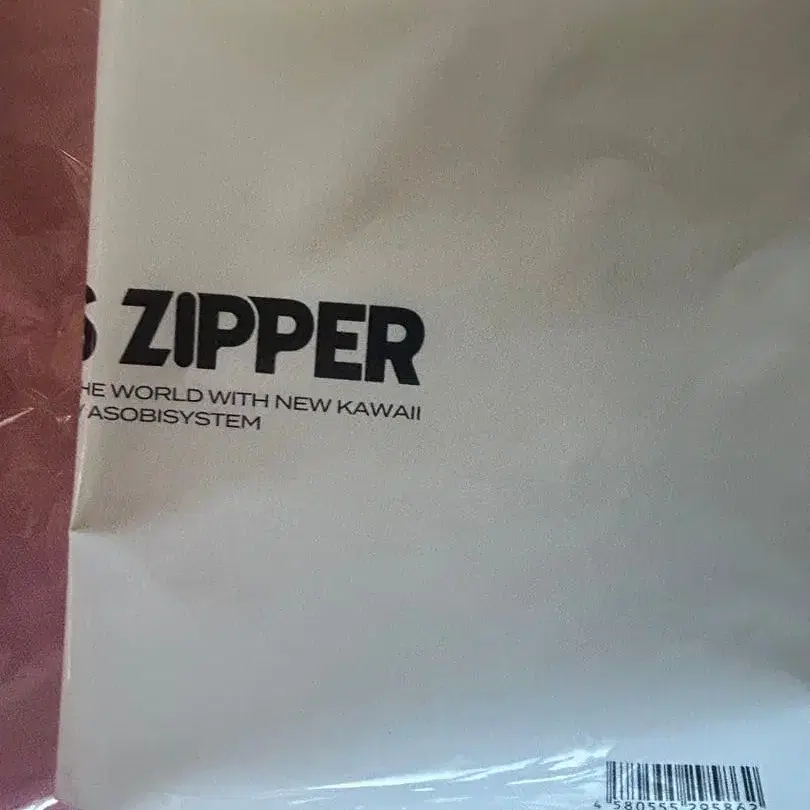 S ZIPPER
HE WORLD WITH NEW KAWAII
Y ASOBISYSTEM
4 580555 295862